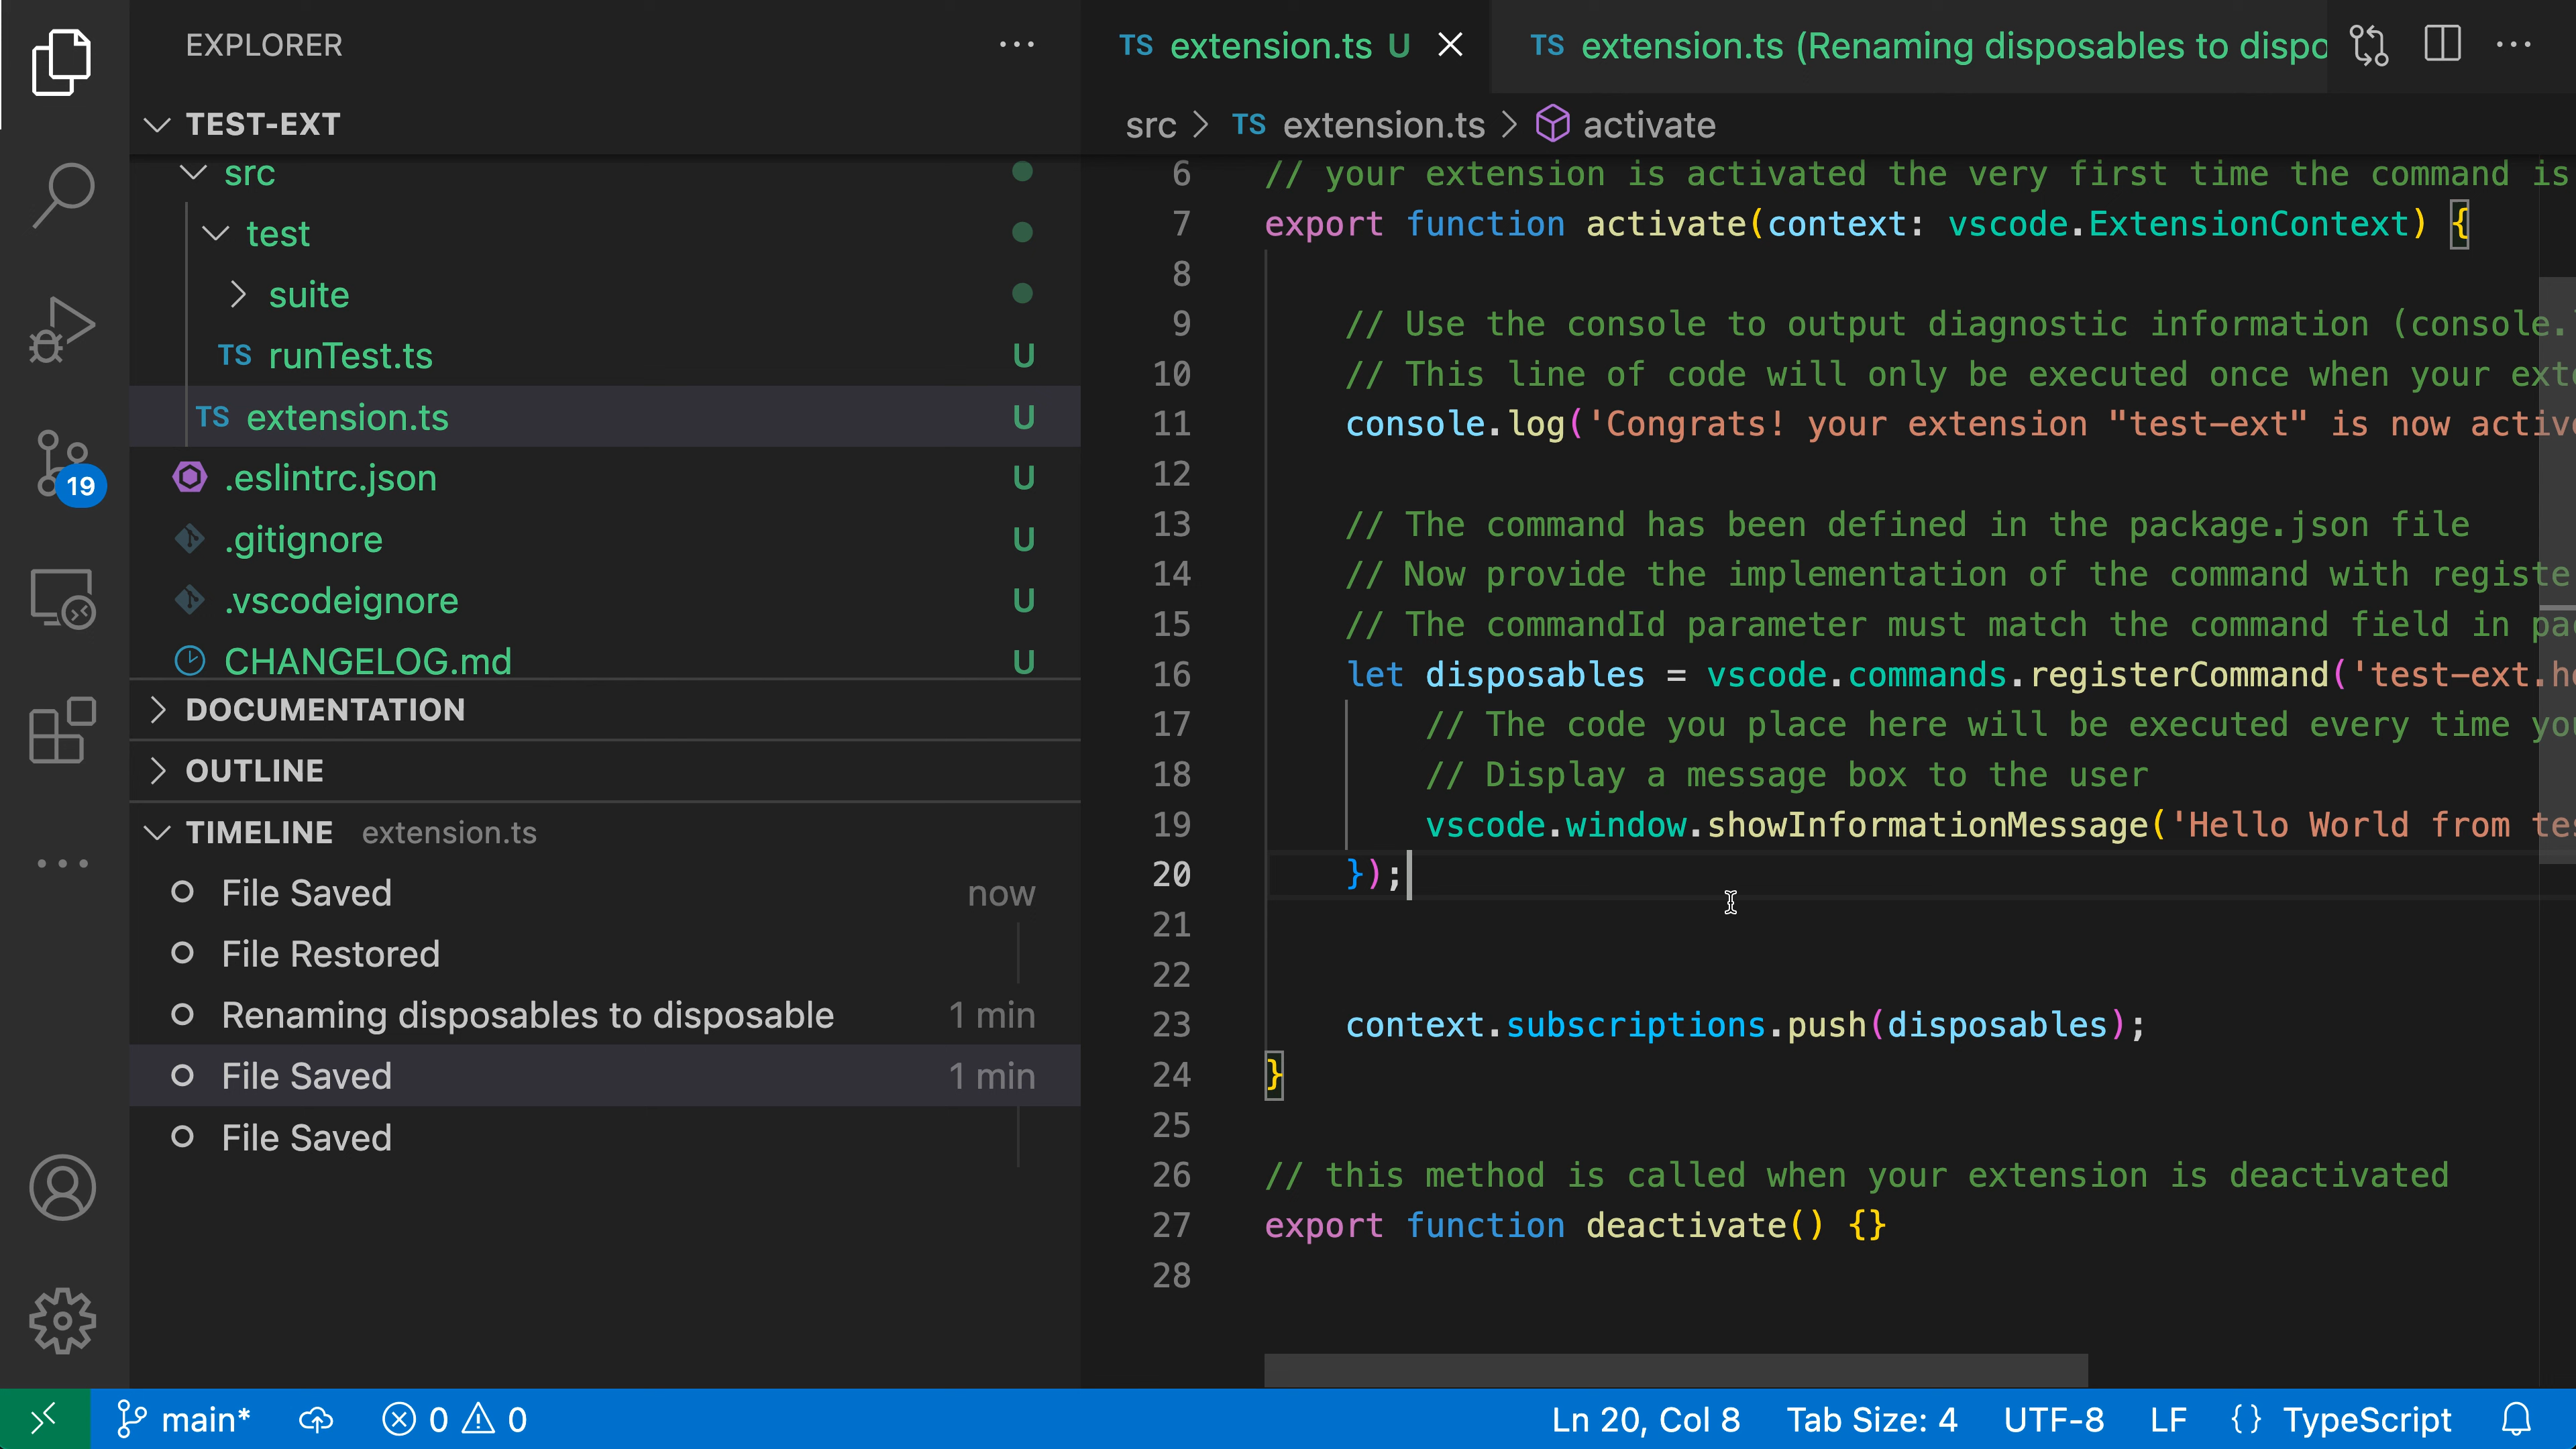 EXPLORER
TEST-EXT
src
test
suite
TS runTest.ts U
TS extension.ts U
.eslintrc.json U
.gitignore U
.vscodeignore U
CHANGELOG.md U
DOCUMENTATION
OUTLINE
TIMELINE extension.ts
File Saved now
File Restored
Renaming disposables to disposable 1 min
File Saved 1 min
File Saved
19
TS extension.ts U
TS extension.ts (Renaming disposables to dispo
src > TS extension.ts > activate
6 // your extension is activated the very first time the command is
7 export function activate(context: vscode.ExtensionContext) {
8
9 // Use the console to output diagnostic information (console.
10 // This line of code will only be executed once when your exte
11 console.log('Congrats! your extension "test-ext" is now active
12
13 // The command has been defined in the package.json file
14 // Now provide the implementation of the command with registe
15 // The commandId parameter must match the command field in pac
16 let disposables = vscode.commands.registerCommand('test-ext.he
17 // The code you place here will be executed every time you
18 // Display a message box to the user
19 vscode.window.showInformationMessage('Hello World from tes
20 });
21
22
23 context.subscriptions.push(disposables);
24 }
25
26 // this method is called when your extension is deactivated
27 export function deactivate() {}
28
main* 0 0 Ln 20, Col 8 Tab Size: 4 UTF-8 LF {} TypeScript